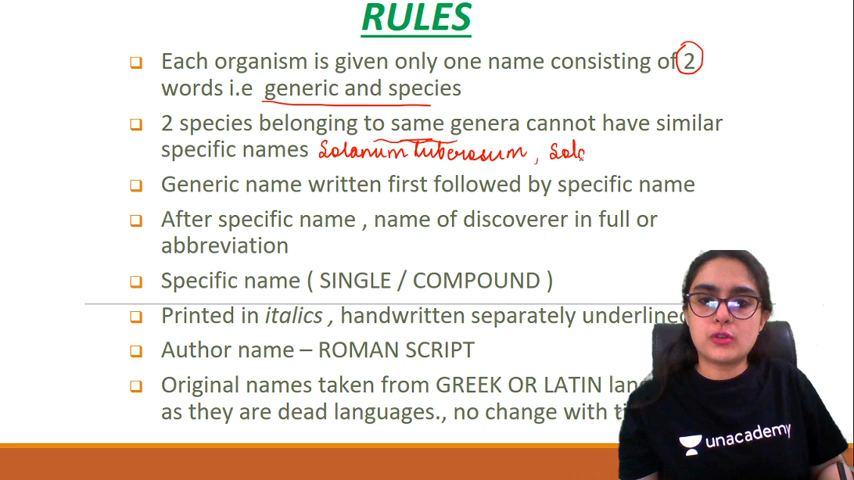 RULES
Each organism is given only one name consisting of 2
words i.e generic and species
2 species belonging to same genera cannot have similar
specific names Solanum tuberosum, Sola
Generic name written first followed by specific name
After specific name , name of discoverer in full or
abbreviation
Specific name ( SINGLE / COMPOUND )
Printed in italics , handwritten separately underlined
Author name – ROMAN SCRIPT
Original names taken from GREEK OR LATIN lan
as they are dead languages., no change with ti
unacademy